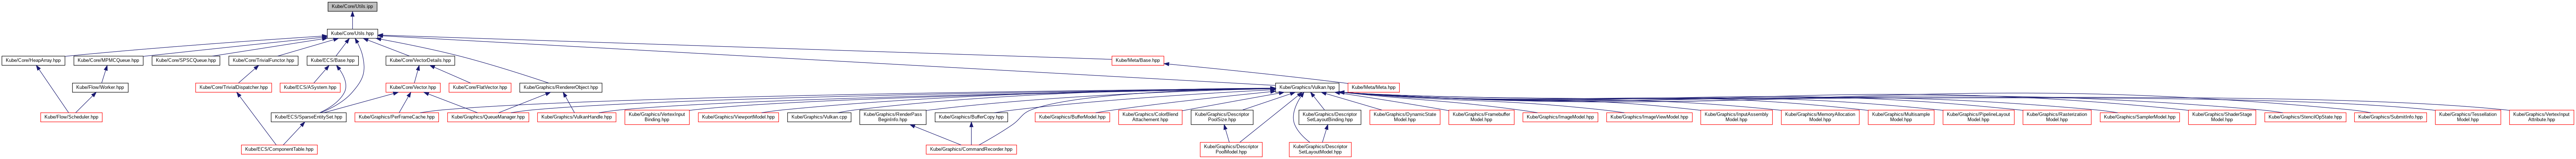 Kube/Core/Utils.ipp
Kube/Core/Utils.hpp
Kube/Core/HeapArray.hpp
Kube/Core/MPMCQueue.hpp
Kube/Core/SPSCQueue.hpp
Kube/Core/TrivialFunctor.hpp
Kube/ECS/Base.hpp
Kube/Core/VectorDetails.hpp
Kube/Meta/Base.hpp
Kube/Flow/Worker.hpp
Kube/Core/TrivialDispatcher.hpp
Kube/ECS/ASystem.hpp
Kube/Core/Vector.hpp
Kube/Core/FlatVector.hpp
Kube/Graphics/RendererObject.hpp
Kube/Graphics/Vulkan.hpp
Kube/Meta/Meta.hpp
Kube/Flow/Scheduler.hpp
Kube/ECS/SparseEntitySet.hpp
Kube/Graphics/PerFrameCache.hpp
Kube/Graphics/QueueManager.hpp
Kube/Graphics/VulkanHandle.hpp
Kube/Graphics/VertexInput
Binding.hpp
Kube/Graphics/ViewportModel.hpp
Kube/Graphics/Vulkan.cpp
Kube/Graphics/RenderPass
BeginInfo.hpp
Kube/Graphics/BufferCopy.hpp
Kube/Graphics/BufferModel.hpp
Kube/Graphics/ColorBlend
Attachement.hpp
Kube/Graphics/Descriptor
PoolSize.hpp
Kube/Graphics/Descriptor
SetLayoutBinding.hpp
Kube/Graphics/DynamicState
Model.hpp
Kube/Graphics/Framebuffer
Model.hpp
Kube/Graphics/ImageModel.hpp
Kube/Graphics/ImageViewModel.hpp
Kube/Graphics/InputAssembly
Model.hpp
Kube/Graphics/MemoryAllocation
Model.hpp
Kube/Graphics/Multisample
Model.hpp
Kube/Graphics/PipelineLayout
Model.hpp
Kube/Graphics/Rasterization
Model.hpp
Kube/Graphics/SamplerModel.hpp
Kube/Graphics/ShaderStage
Model.hpp
Kube/Graphics/StencilOpState.hpp
Kube/Graphics/SubmitInfo.hpp
Kube/Graphics/Tessellation
Model.hpp
Kube/Graphics/VertexInput
Attribute.hpp
Kube/ECS/ComponentTable.hpp
Kube/Graphics/CommandRecorder.hpp
Kube/Graphics/Descriptor
PoolModel.hpp
Kube/Graphics/Descriptor
SetLayoutModel.hpp